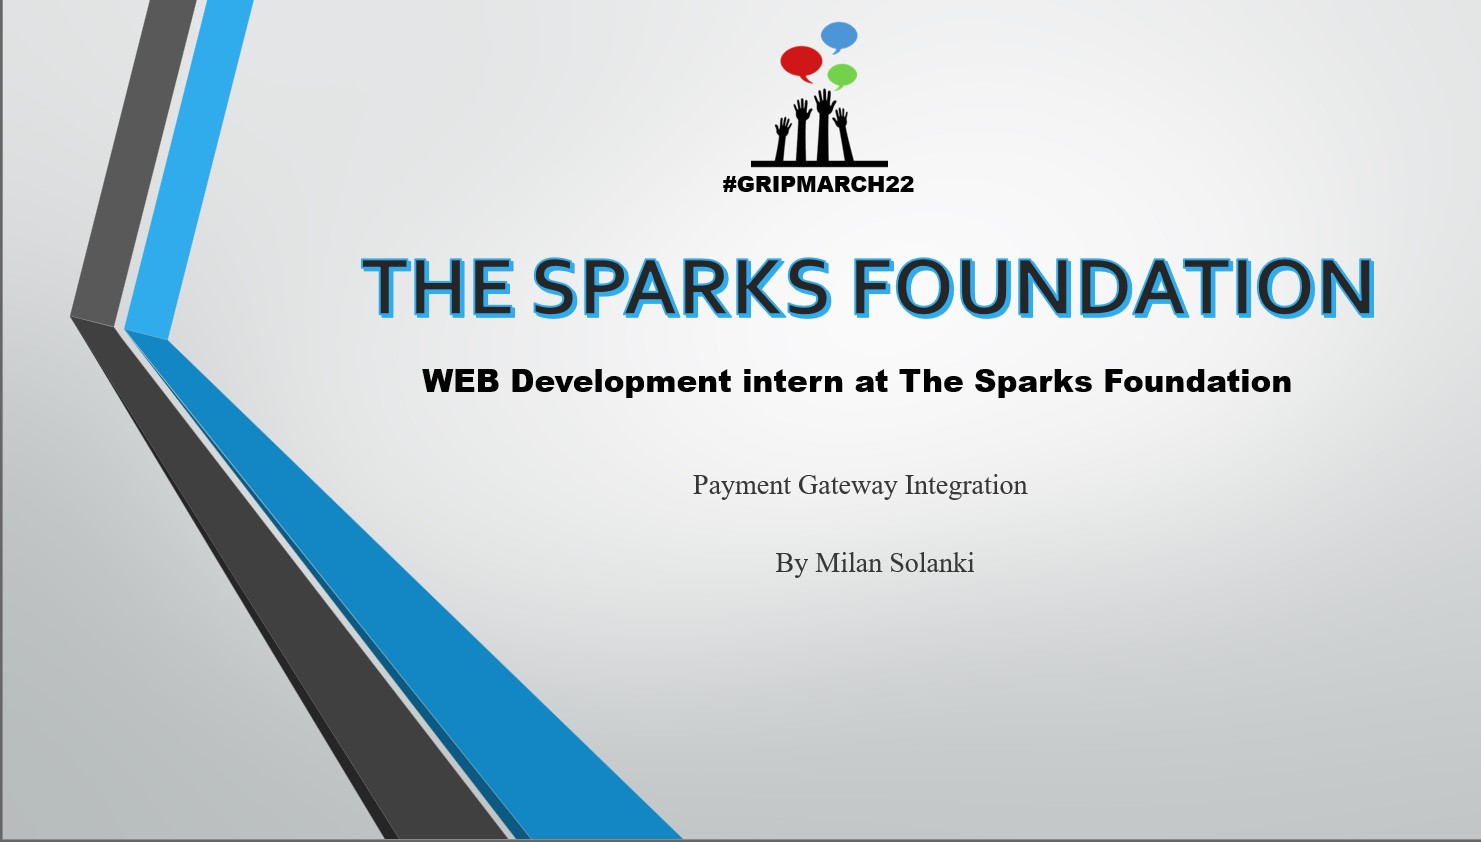 #GRIPMARCH22
THE SPARKS FOUNDATION
WEB Development intern at The Sparks Foundation
Payment Gateway Integration
By Milan Solanki